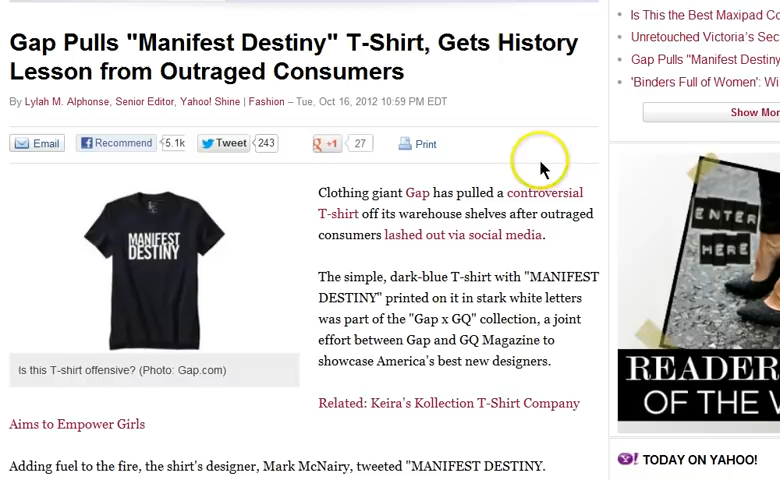 Gap Pulls "Manifest Destiny" T-Shirt, Gets History
Lesson from Outraged Consumers
By Lylah M. Alphonse, Senior Editor, Yahoo! Shine | Fashion – Tue, Oct 16, 2012 10:59 PM EDT
Email
Recommend 5.1k
Tweet 243
+1 27
Print
MANIFEST
DESTINY
Is this T-shirt offensive? (Photo: Gap.com)
Clothing giant Gap has pulled a controversial
T-shirt off its warehouse shelves after outraged
consumers lashed out via social media.
The simple, dark-blue T-shirt with "MANIFEST
DESTINY" printed on it in stark white letters
was part of the "Gap x GQ" collection, a joint
effort between Gap and GQ Magazine to
showcase America's best new designers.
Related: Keira's Kollection T-Shirt Company
Aims to Empower Girls
Adding fuel to the fire, the shirt's designer, Mark McNairy, tweeted "MANIFEST DESTINY.
Is This the Best Maxipad
Unretouched Victoria's
Gap Pulls "Manifest Destiny
'Binders Full of Women':
Show
ENTER
HERE
READER
OF THE
TODAY ON YAHOO!